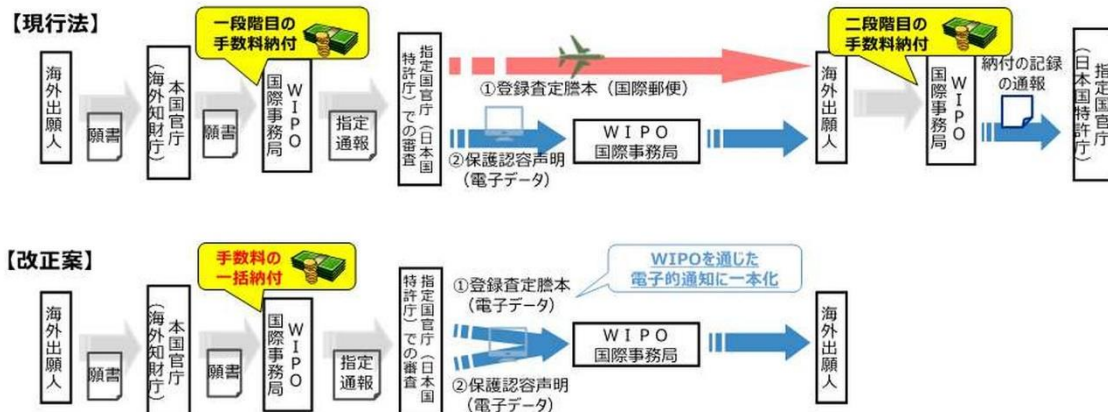 【現行法】
一段階目の
手数料納付
二段階目の
手数料納付
海外出願人
願書
本国官庁
(海外知財庁)
願書
WIPO
国際事務局
指定
通報
指定国官庁(日本国
特許庁)での審査
①登録査定謄本(国際郵便)
②保護認容声明
(電子データ)
WIPO
国際事務局
海外出願人
WIPO
国際事務局
納付の記録
の通報
指定国官庁
(日本国特許庁)
【改正案】
手数料の
一括納付
WIPOを通じた
電子的通知に一本化
海外出願人
願書
本国官庁
(海外知財庁)
願書
WIPO
国際事務局
指定
通報
指定国官庁(日本国
特許庁)での審査
①登録査定謄本
(電子データ)
②保護認容声明
(電子データ)
WIPO
国際事務局
海外出願人